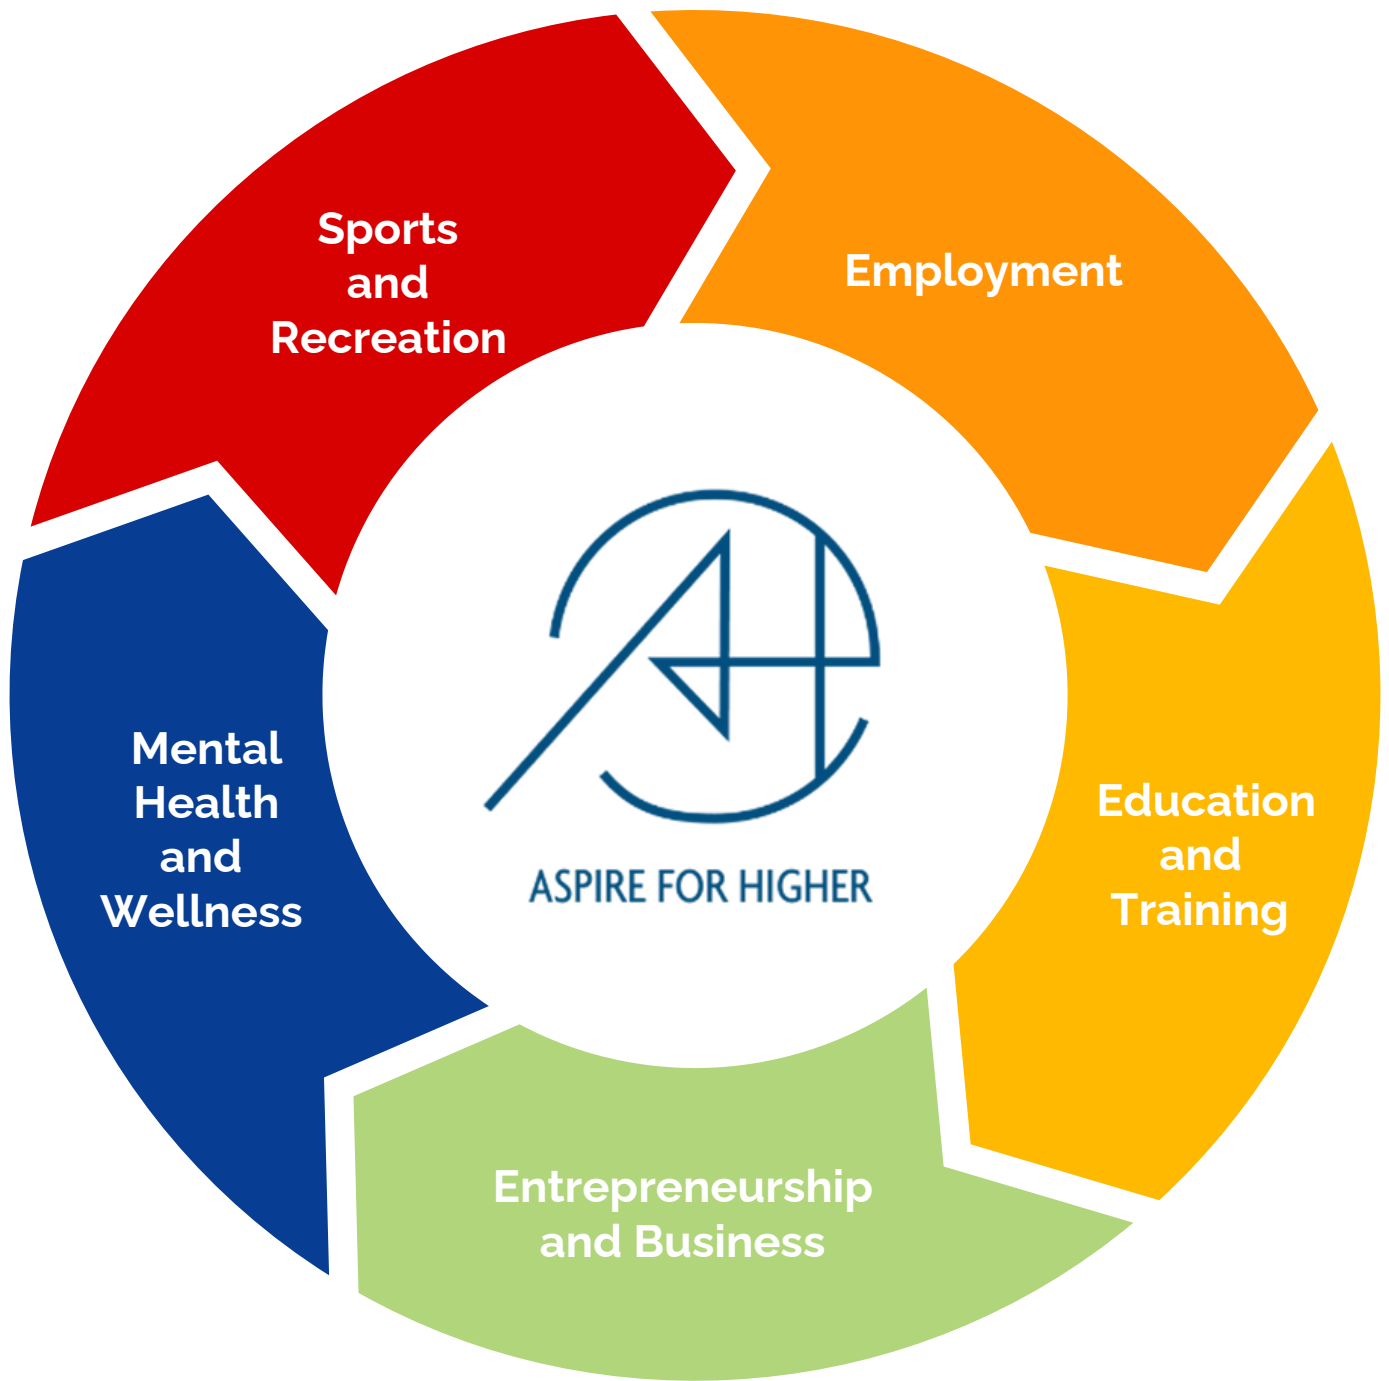 Sports
and
Recreation
Employment
Education
and
Training
Entrepreneurship
and Business
Mental
Health
and
Wellness
ASPIRE FOR HIGHER